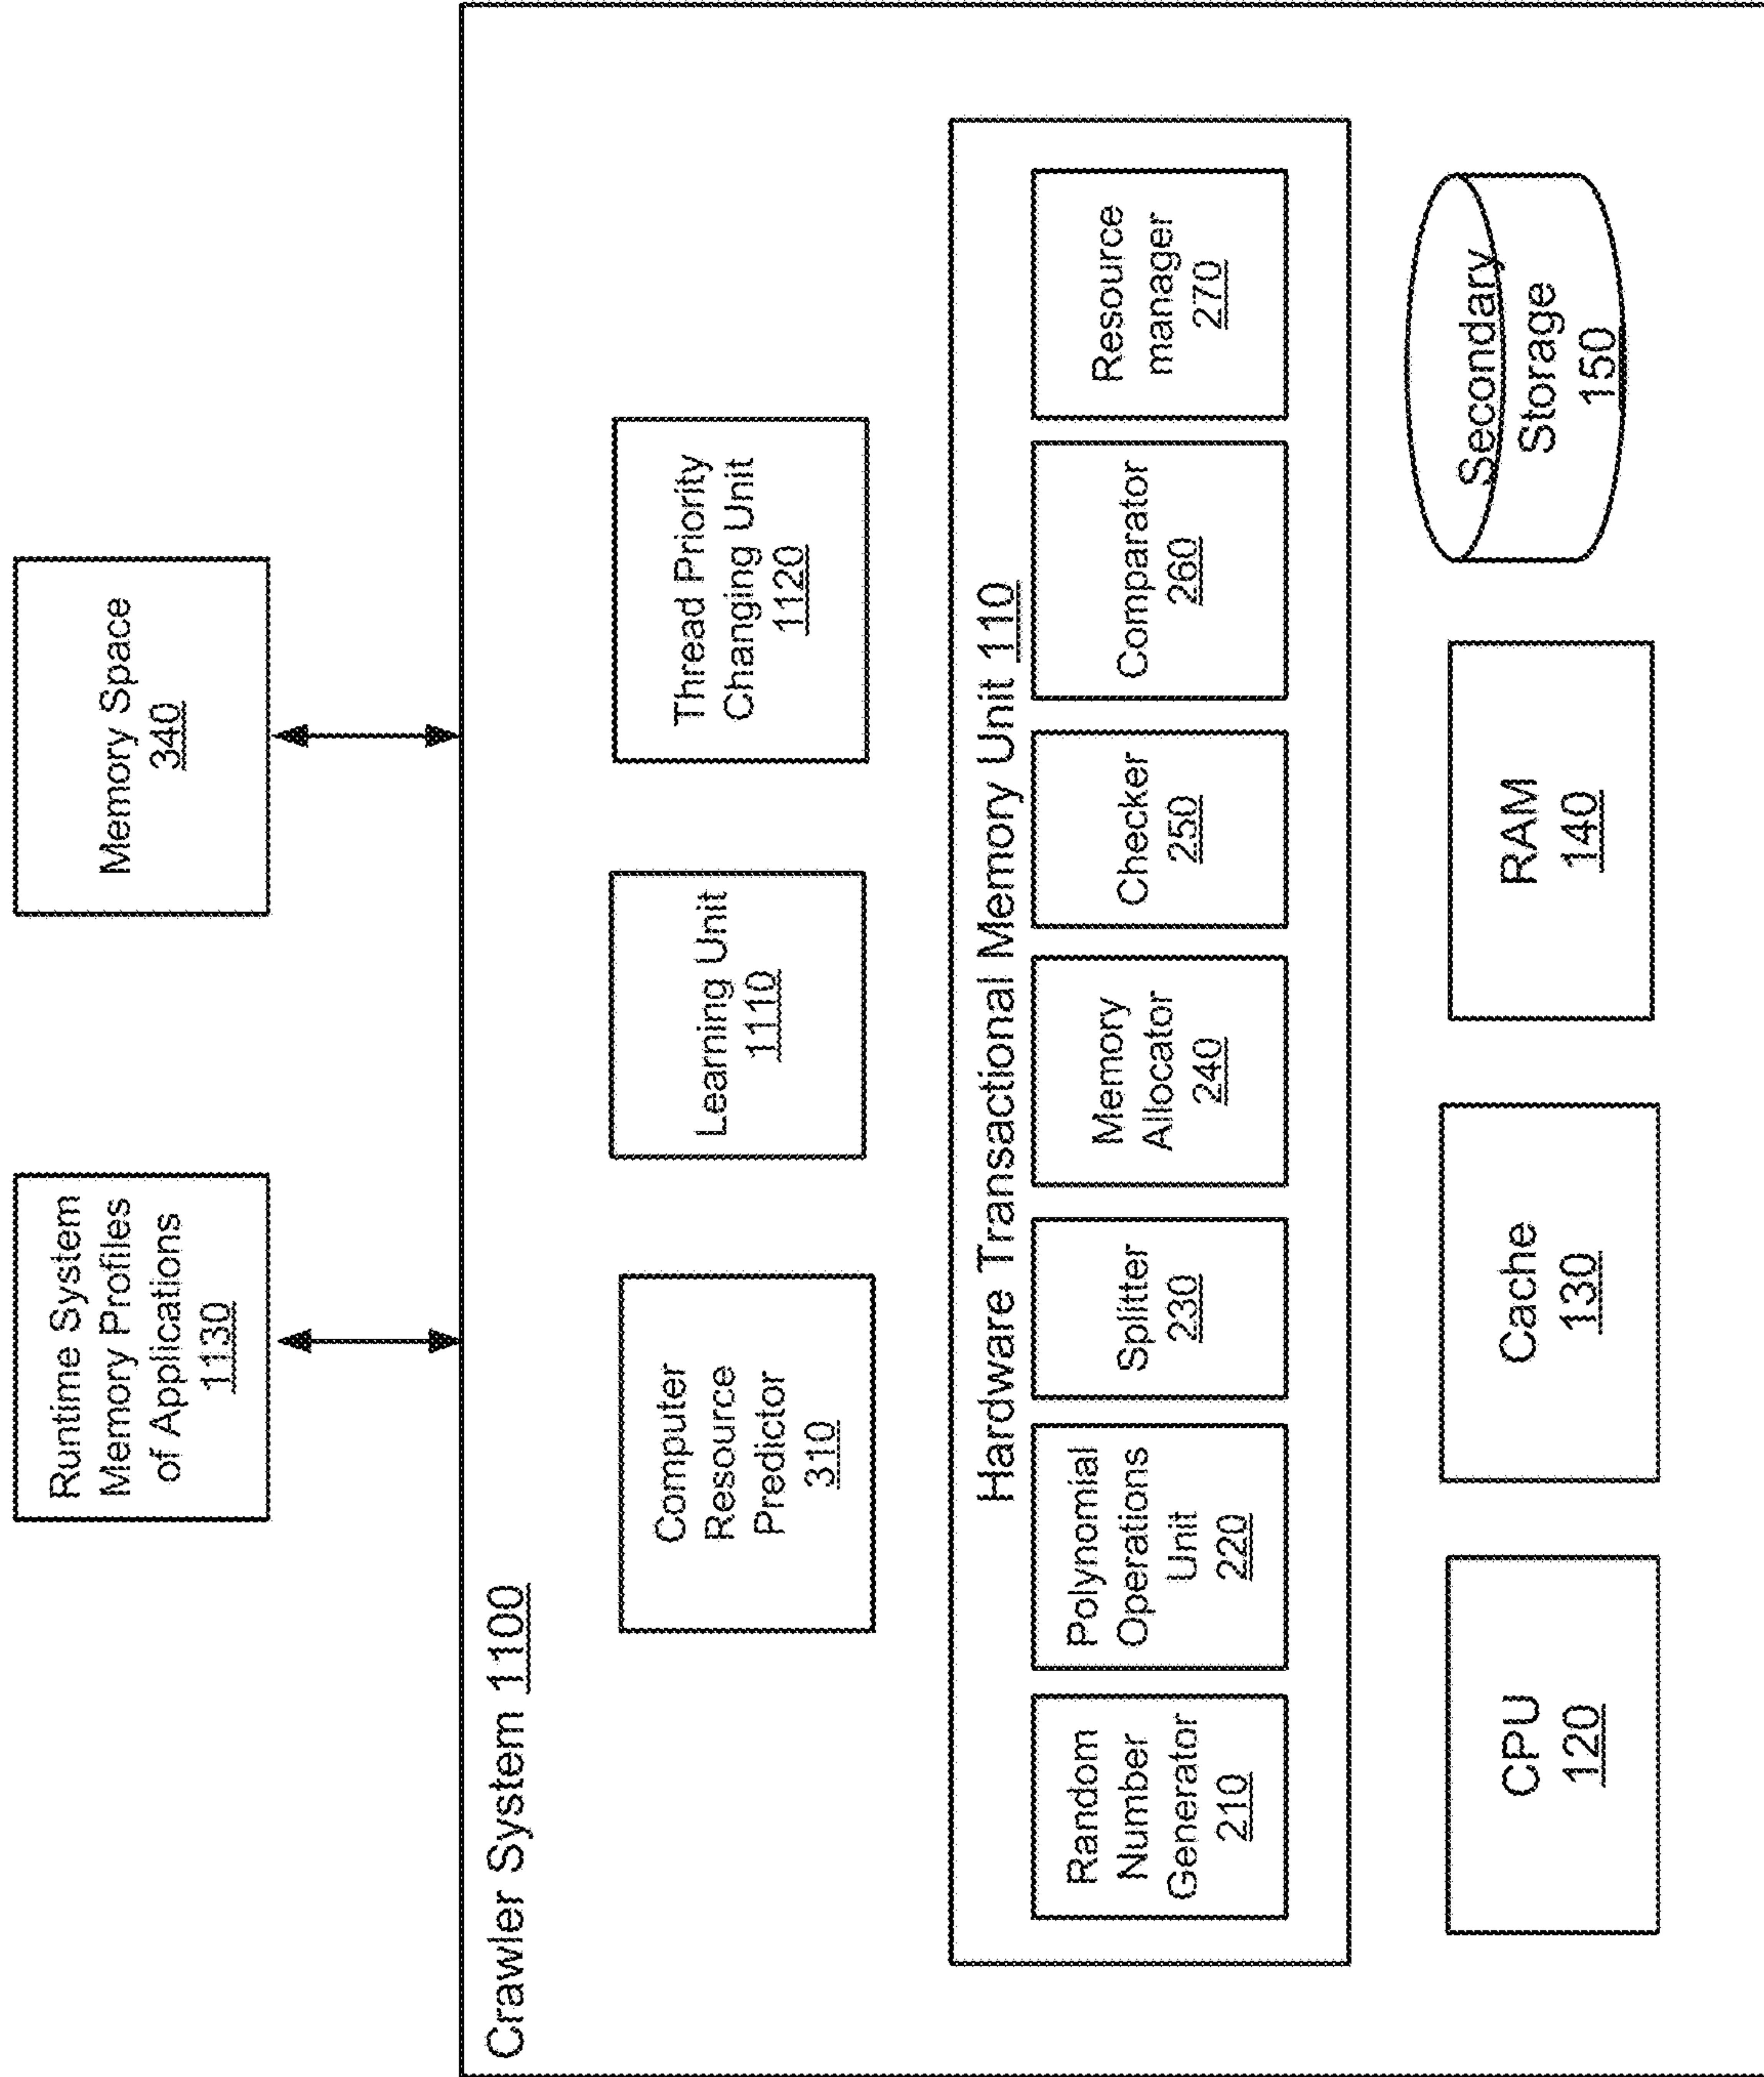 Runtime System
Memory Profiles
of Applications
1130
Memory Space
340
Crawler System 1100
Computer
Resource
Predictor
310
Learning Unit
1110
Thread Priority
Changing Unit
1120
Hardware Transactional Memory Unit 110
Random
Number
Generator
210
Polynomial
Operations
Unit
220
Splitter
230
Memory
Allocator
240
Checker
250
Comparator
260
Resource
manager
270
CPU
120
Cache
130
RAM
140
Secondary
Storage
150